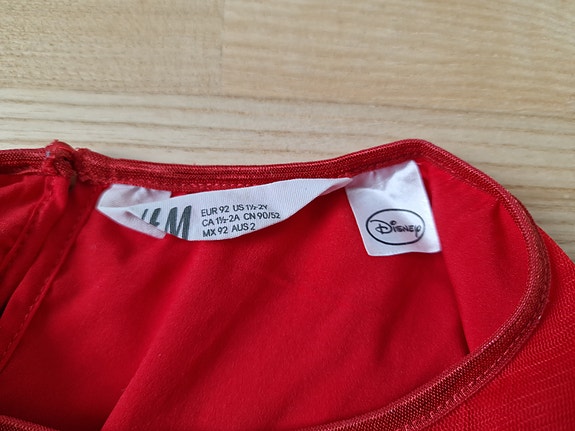 H&M
EUR 92 US 1½-2Y
CA 1½-2A CN 90/52
MX 92 AUS 2
Disney